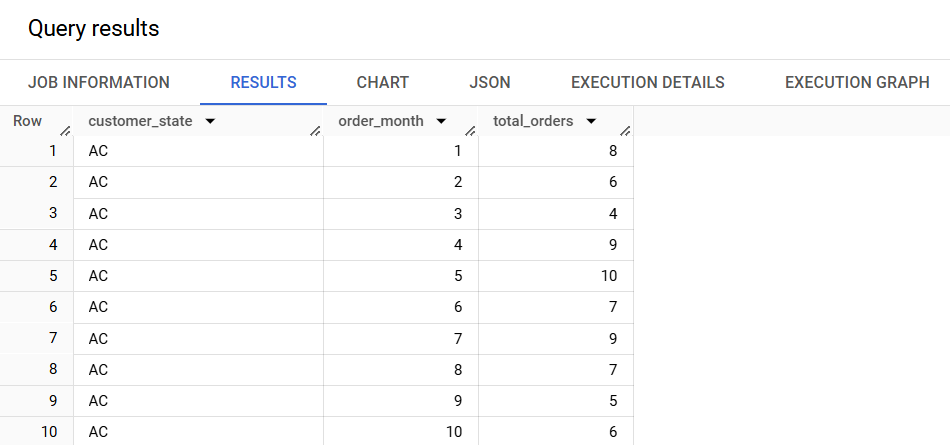 Query results
JOB INFORMATION RESULTS CHART JSON EXECUTION DETAILS EXECUTION GRAPH
Row customer_state order_month total_orders
1 AC 1 8
2 AC 2 6
3 AC 3 4
4 AC 4 9
5 AC 5 10
6 AC 6 7
7 AC 7 9
8 AC 8 7
9 AC 9 5
10 AC 10 6